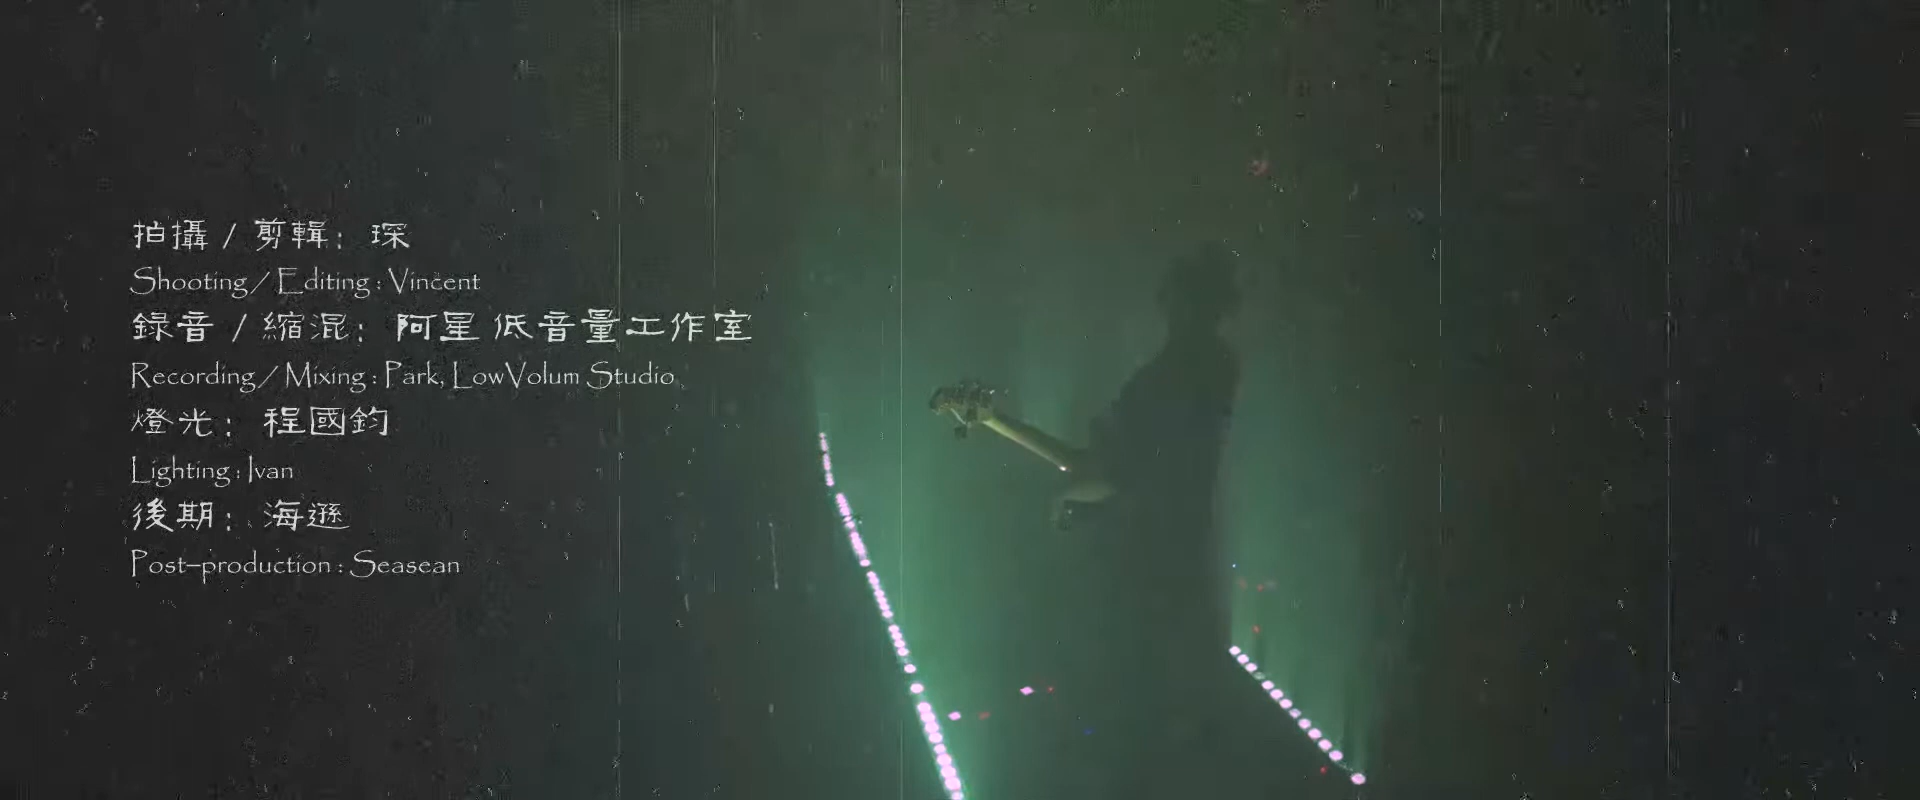 拍攝 / 剪輯： 琛
Shooting / Editing : Vincent
録音 / 縮混： 阿星 低音量工作室
Recording / Mixing : Park, LowVolum Studio
燈光： 程國鈞
Lighting : Ivan
後期： 海遜
Post-production : Seasean